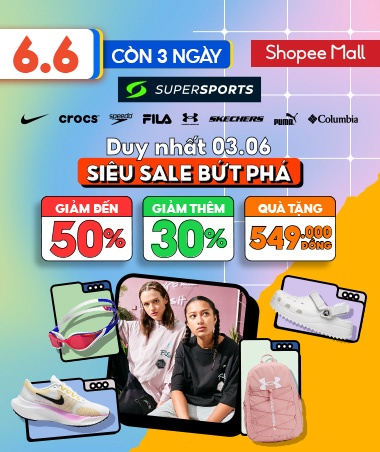 6.6
CÒN 3 NGÀY
Shopee Mall
SUPERSPORTS
crocs speedo FILA SKECHERS PUMA Columbia
Duy nhất 03.06
SIÊU SALE BỨT PHÁ
GIẢM ĐẾN
50%
GIẢM THÊM
30%
QUÀ TẶNG
549.000
ĐỒNG